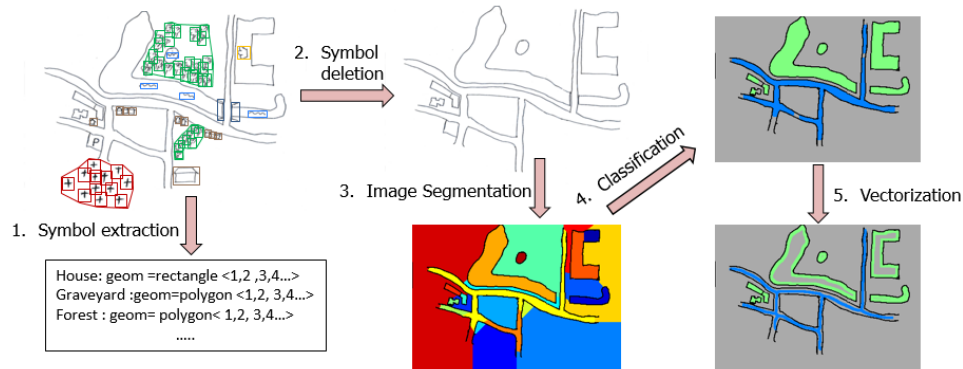 2. Symbol
deletion
P
3. Image Segmentation
4. Classification
5. Vectorization
1. Symbol extraction
House: geom =rectangle <1,2 ,3,4...>
Graveyard :geom=polygon <1,2, 3,4...>
Forest : geom= polygon< 1,2, 3,4...>
.....